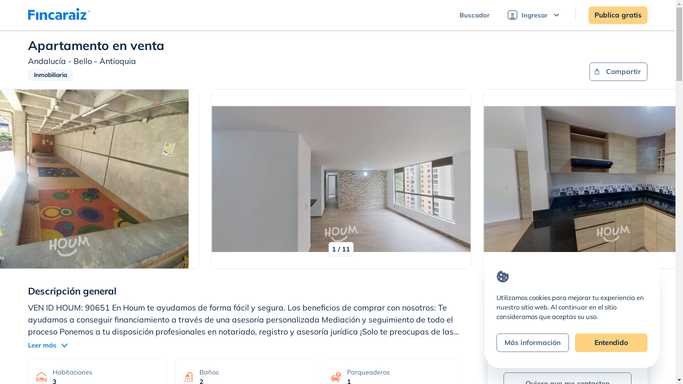 Fincaraiz
Buscador
Ingresar
Publica gratis
Apartamento en venta
Andalucía - Bello - Antioquia
Inmobiliaria
Compartir
HOUM
HOUM
HOUM
1 / 11
Descripción general
VEN ID HOUM: 90651 En Houm te ayudamos de forma fácil y segura. Los beneficios de comprar con nosotros: Te
ayudamos a conseguir financiamiento a través de una asesoría personalizada Mediación y seguimiento de todo el
proceso Ponemos a tu disposición profesionales en notariado, registro y asesoría jurídica ¡Solo te preocupas de las...
Leer más
Habitaciones
3
Baños
2
Parqueaderos
1
Utilizamos cookies para mejorar tu experiencia en
nuestro sitio web. Al continuar en el sitio
consideramos que aceptas su uso.
Más información
Entendido
Quiero que me contacten